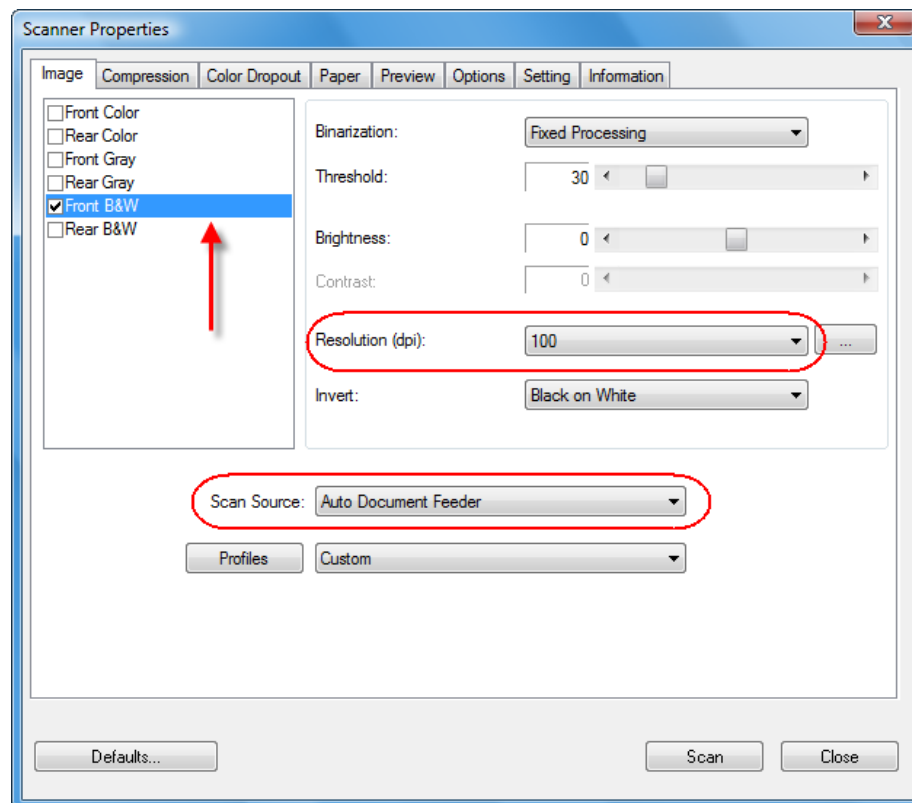 Scanner Properties
Image Compression Color Dropout Paper Preview Options Setting Information
Front Color
Rear Color
Front Gray
Rear Gray
Front B&W
Rear B&W
Binarization: Fixed Processing
Threshold: 30
Brightness: 0
Contrast: 0
Resolution (dpi): 100 ...
Invert: Black on White
Scan Source: Auto Document Feeder
Profiles Custom
Defaults... Scan Close